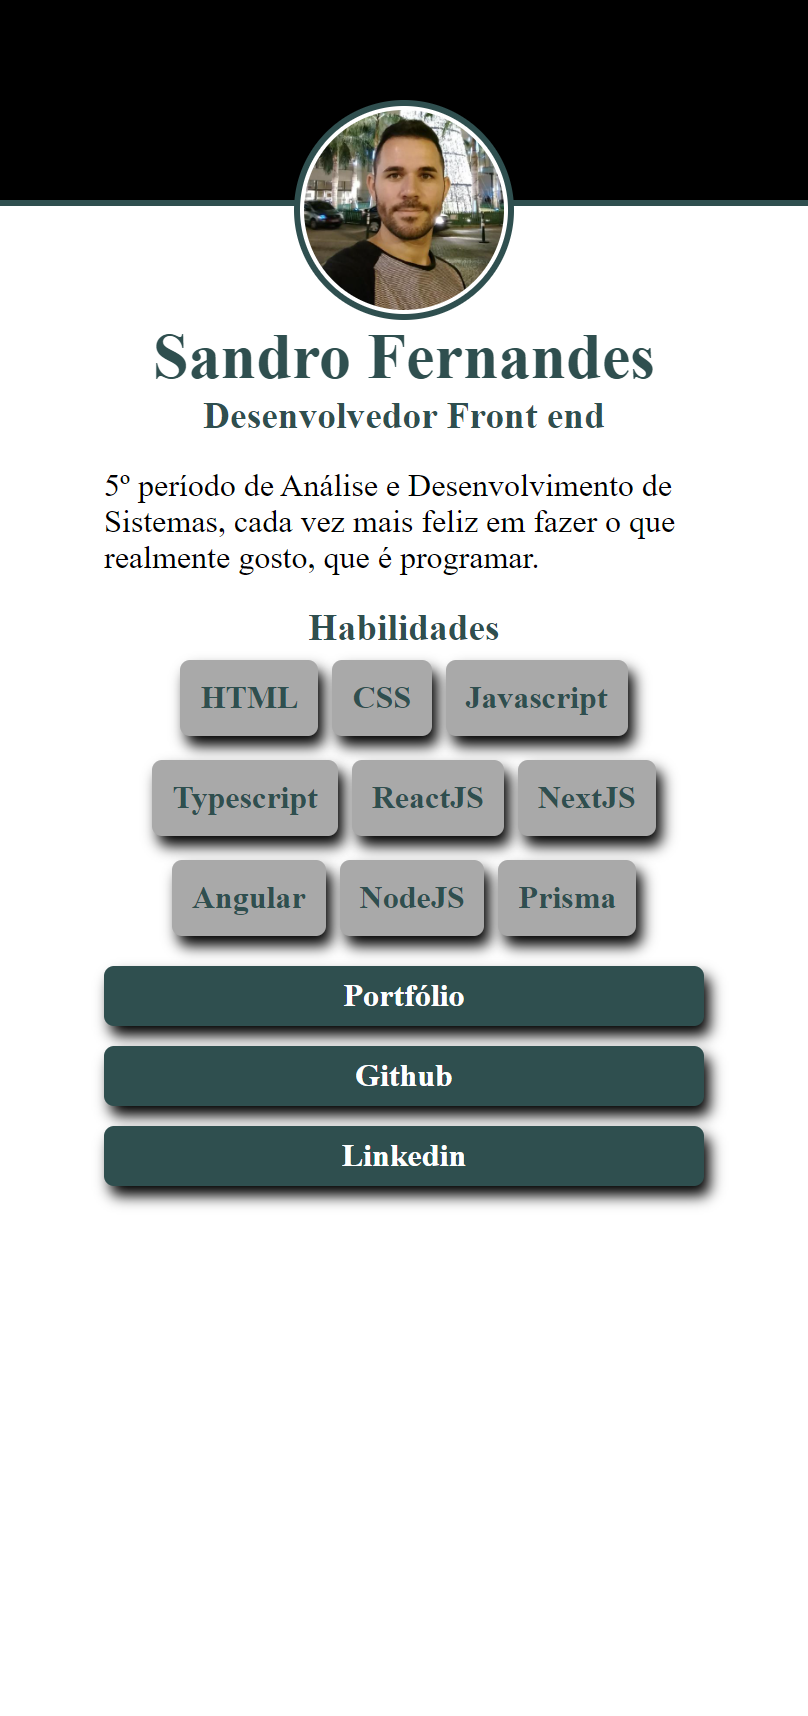 Sandro Fernandes
Desenvolvedor Front end
5º período de Análise e Desenvolvimento de
Sistemas, cada vez mais feliz em fazer o que
realmente gosto, que é programar.
Habilidades
HTML CSS Javascript
Typescript ReactJS NextJS
Angular NodeJS Prisma
Portfólio
Github
Linkedin